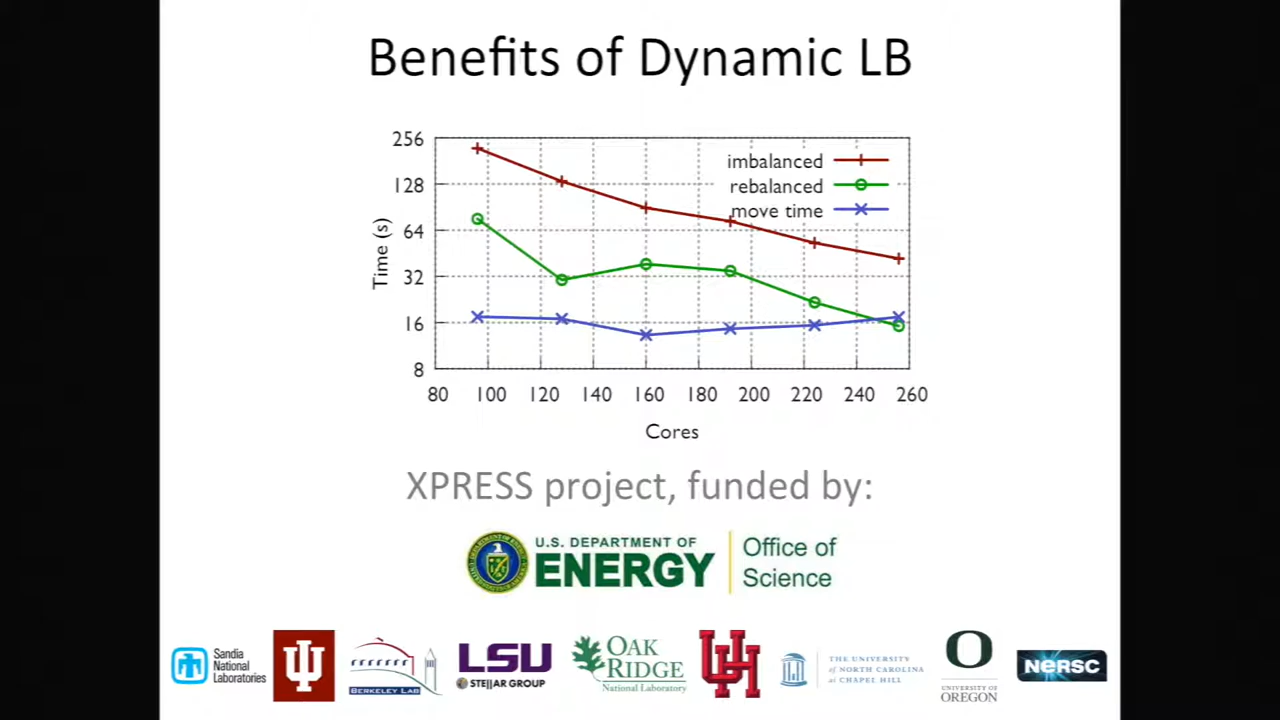 Benefits of Dynamic LB
256
128
64
32
16
8
Time (s)
imbalanced
rebalanced
move time
80 100 120 140 160 180 200 220 240 260
Cores
XPRESS project, funded by:
U.S. DEPARTMENT OF
ENERGY
Office of
Science
Sandia
National
Laboratories
BERKELEY LAB
LSU
STE||AR GROUP
OAK
RIDGE
National Laboratory
UH
THE UNIVERSITY
of NORTH CAROLINA
at CHAPEL HILL
O
UNIVERSITY OF
OREGON
NERSC